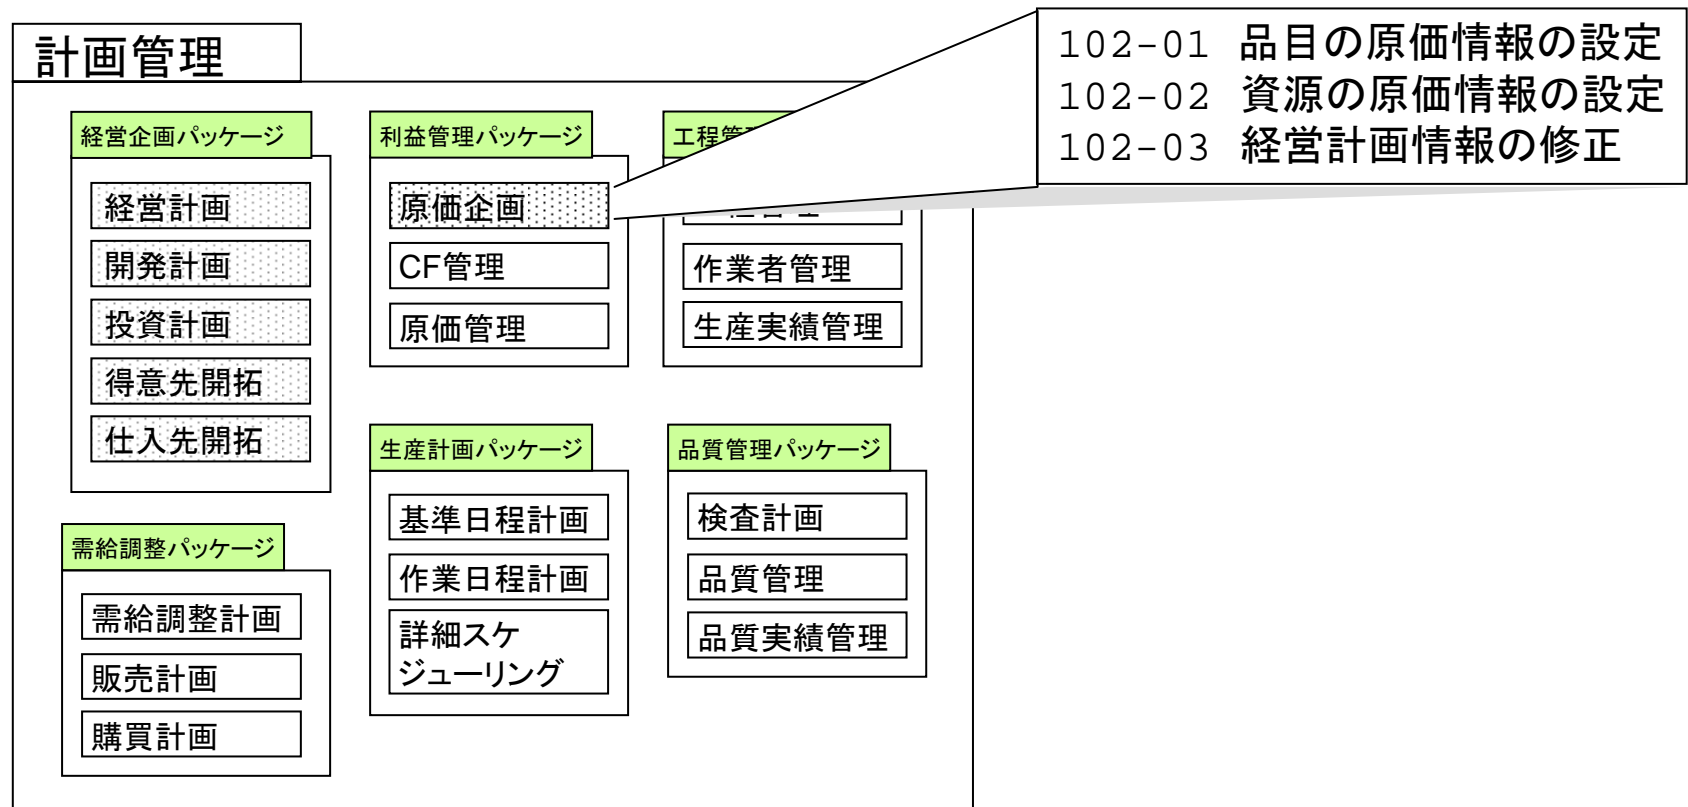 計画管理
102-01 品目の原価情報の設定
102-02 資源の原価情報の設定
102-03 経営計画情報の修正
経営企画パッケージ
経営計画
開発計画
投資計画
得意先開拓
仕入先開拓
利益管理パッケージ
原価企画
CF管理
原価管理
工程管
作業者管理
生産実績管理
需給調整パッケージ
需給調整計画
販売計画
購買計画
生産計画パッケージ
基準日程計画
作業日程計画
詳細スケ
ジューリング
品質管理パッケージ
検査計画
品質管理
品質実績管理